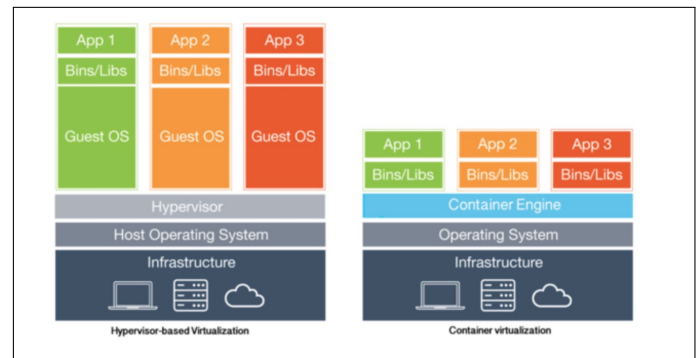 App 1
App 2
App 3
Bins/Libs
Bins/Libs
Bins/Libs
Guest OS
Guest OS
Guest OS
Hypervisor
Host Operating System
Infrastructure
Hypervisor-based Virtualization
App 1
App 2
App 3
Bins/Libs
Bins/Libs
Bins/Libs
Container Engine
Operating System
Infrastructure
Container virtualization